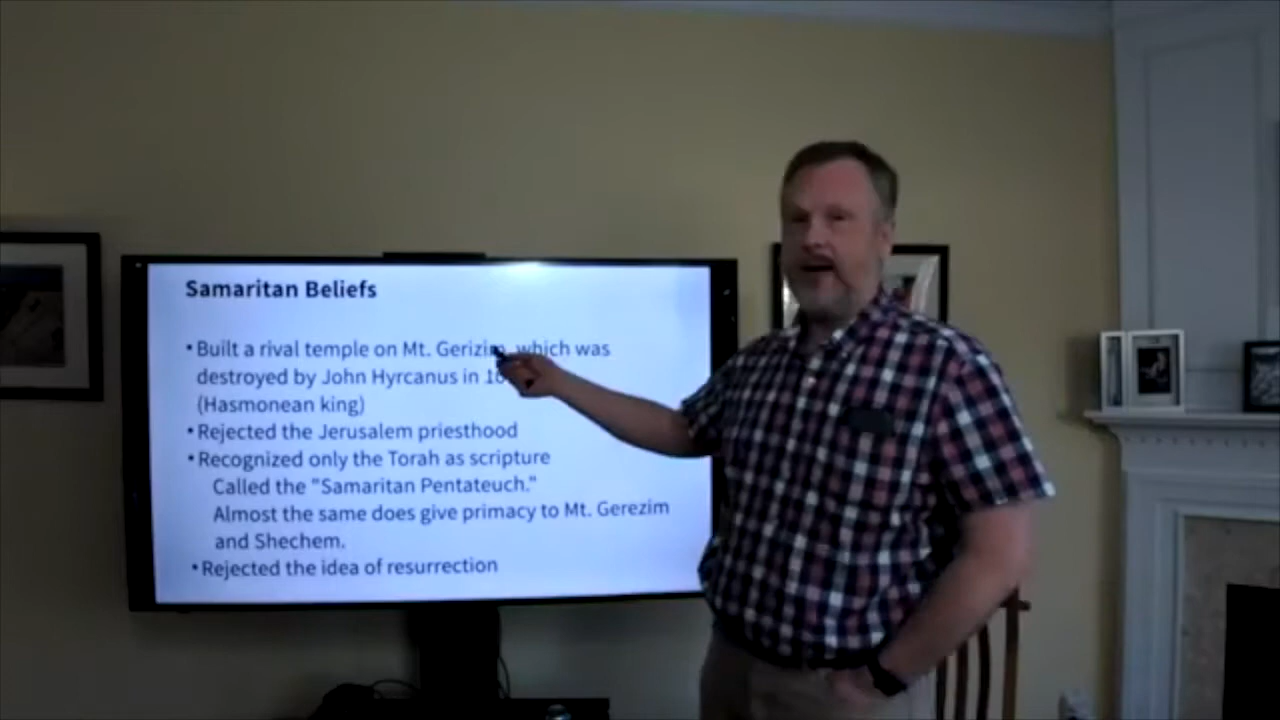 Samaritan Beliefs
• Built a rival temple on Mt. Gerizim, which was
destroyed by John Hyrcanus in
(Hasmonean king)
• Rejected the Jerusalem priesthood
• Recognized only the Torah as scripture
Called the "Samaritan Pentateuch."
Almost the same does give primacy to Mt. Gerezim
and Shechem.
• Rejected the idea of resurrection